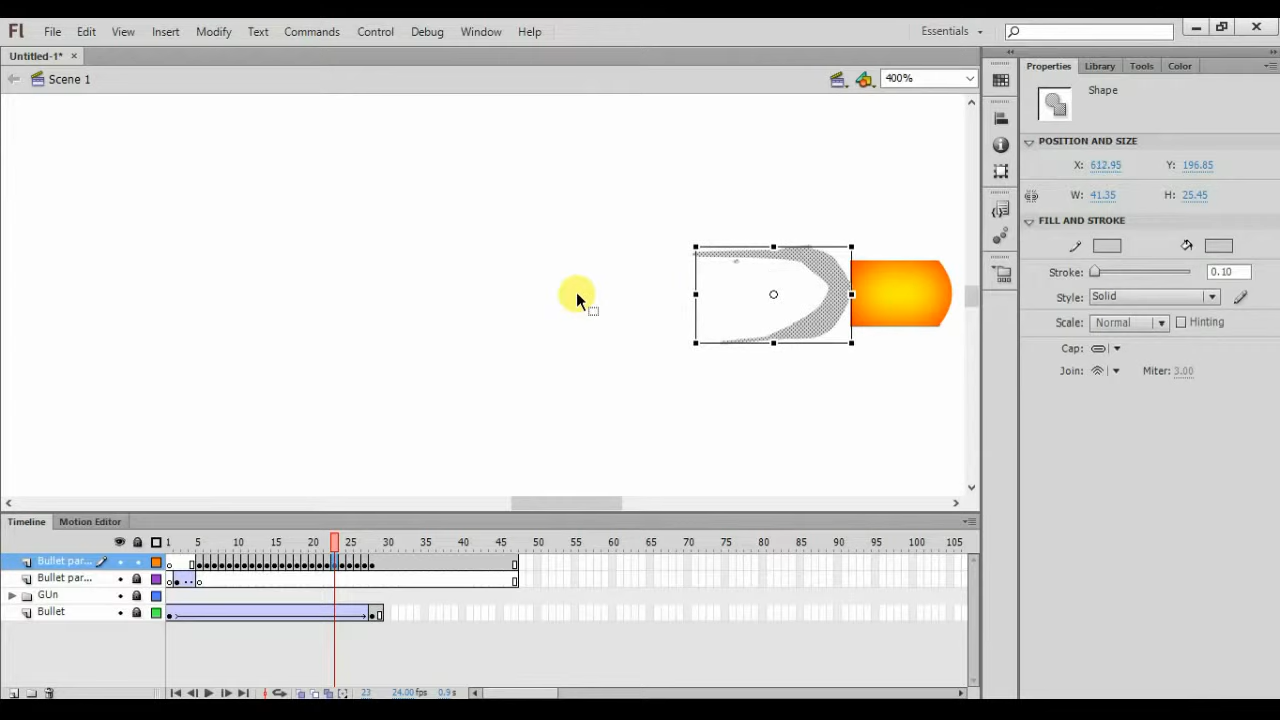 Fl File Edit View Insert Modify Text Commands Control Debug Window Help Essentials
Untitled-1* ×
Scene 1 400%
Properties Library Tools Color
Shape
POSITION AND SIZE
X: 612.95 Y: 196.85
W: 41.35 H: 25.45
FILL AND STROKE
Stroke: 0.10
Style: Solid
Scale: Normal Hinting
Cap:
Join: Miter: 3.00
Timeline Motion Editor
1 5 10 15 20 25 30 35 40 45 50 55 60 65 70 75 80 85 90 95 100 105
Bullet par...
Bullet par...
GUn
Bullet
23 24.00 fps 0.9 s